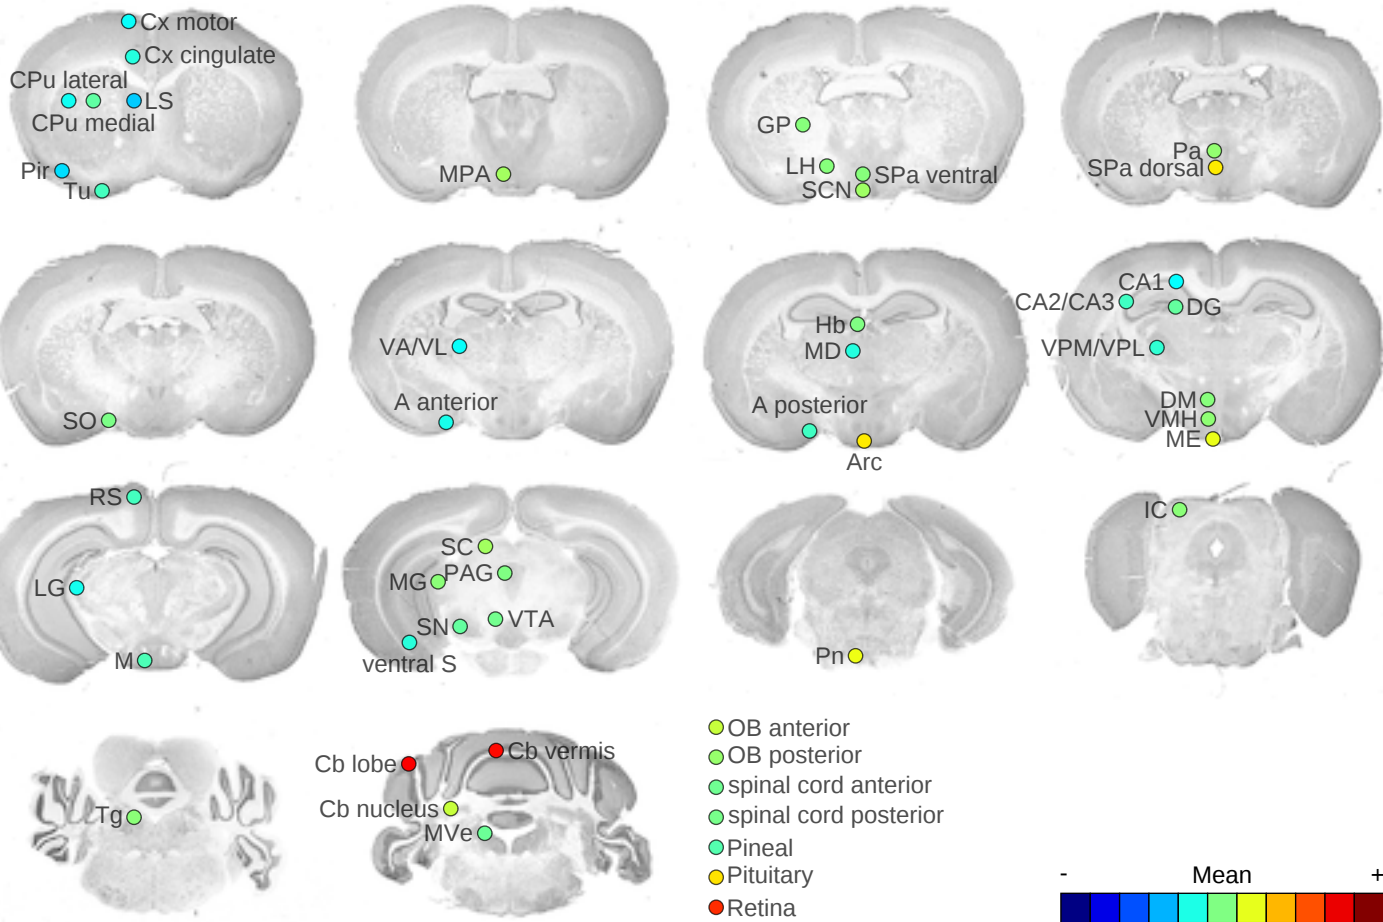 Cx motor
Cx cingulate
CPu lateral
LS
CPu medial
Pir
Tu
MPA
GP
LH
SPa ventral
SCN
Pa
SPa dorsal
SO
VA/VL
A anterior
Hb
MD
A posterior
Arc
CA1
CA2/CA3
DG
VPM/VPL
DM
VMH
ME
RS
LG
M
SC
MG
PAG
SN
VTA
ventral S
Pn
IC
Tg
Cb lobe
Cb vermis
Cb nucleus
MVe
OB anterior
OB posterior
spinal cord anterior
spinal cord posterior
Pineal
Pituitary
Retina
- Mean +